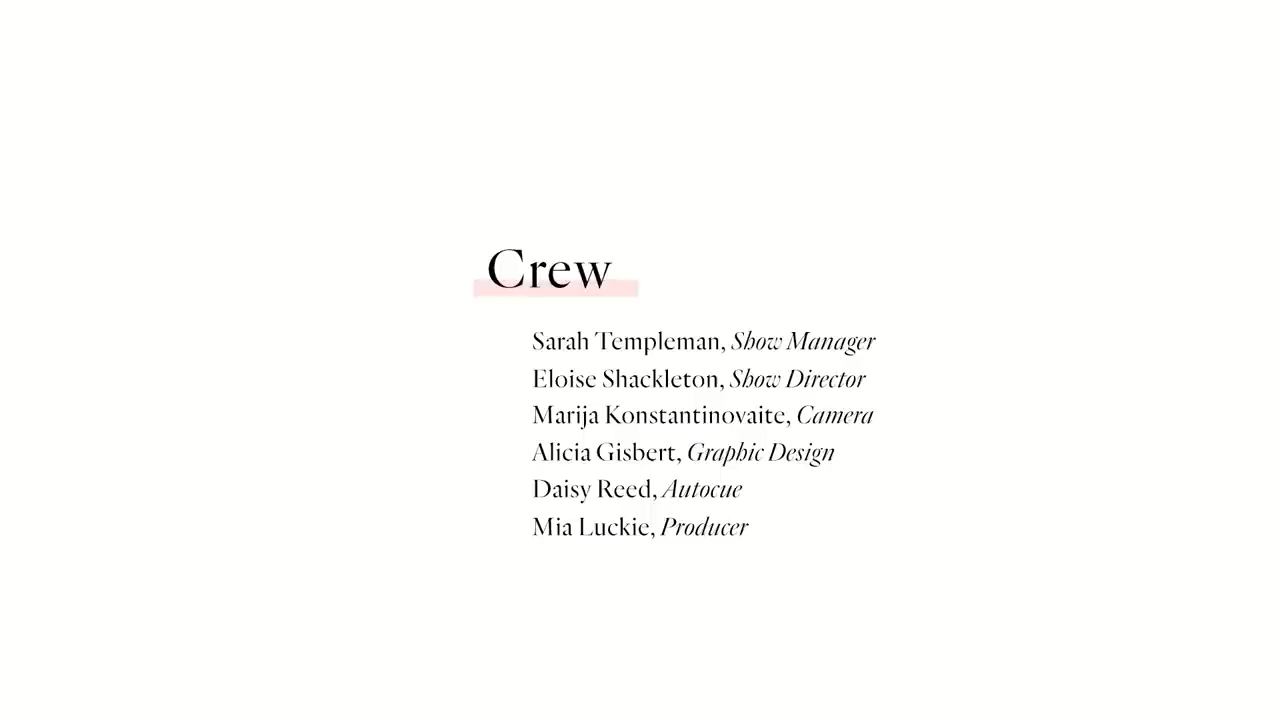 Crew
Sarah Templeman, Show Manager
Eloise Shackleton, Show Director
Marija Konstantinovaite, Camera
Alicia Gisbert, Graphic Design
Daisy Reed, Autocue
Mia Luckie, Producer